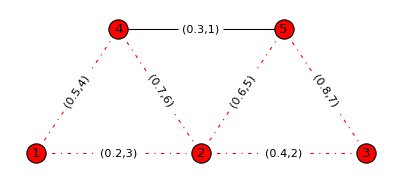 4 (0.3,1) 5
(0.5,4) (0.7,6) (0.6,5) (0.8,7)
1 (0.2,3) 2 (0.4,2) 3